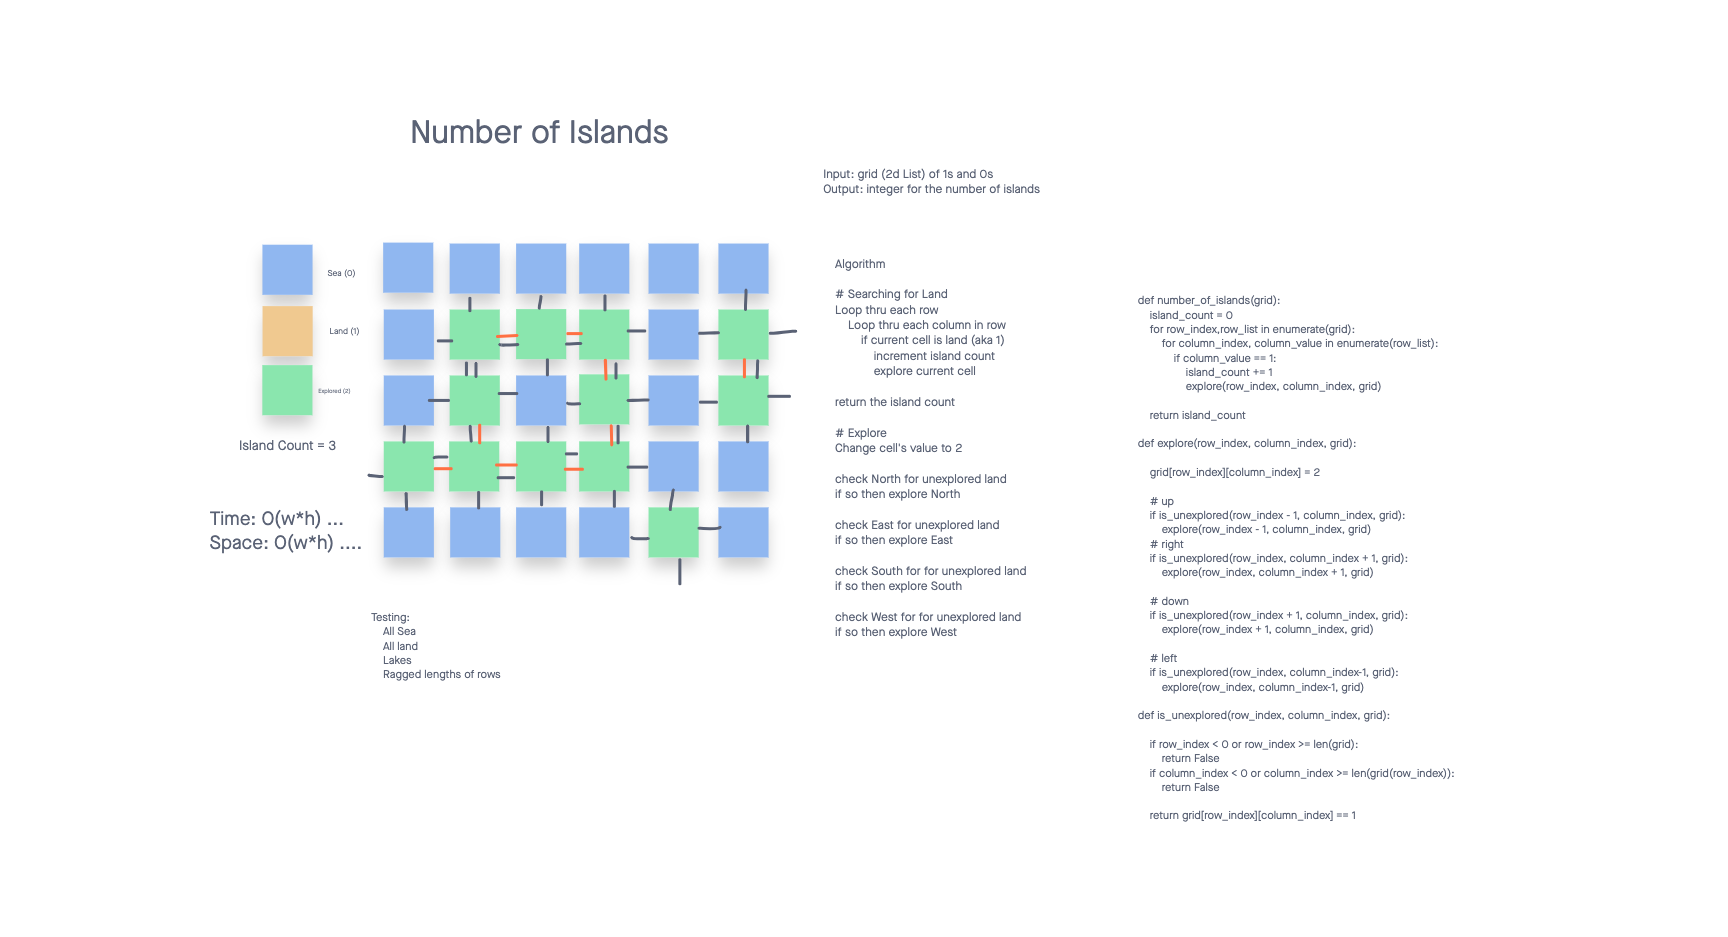 Number of Islands
Input: grid (2d List) of 1s and 0s
Output: integer for the number of islands
Sea (0)
Land (1)
Explored (2)
Island Count = 3
Time: O(w*h) ...
Space: O(w*h) ....
Testing:
All Sea
All land
Lakes
Ragged lengths of rows
Algorithm
# Searching for Land
Loop thru each row
Loop thru each column in row
if current cell is land (aka 1)
increment island count
explore current cell
return the island count
# Explore
Change cell's value to 2
check North for unexplored land
if so then explore North
check East for unexplored land
if so then explore East
check South for for unexplored land
if so then explore South
check West for for unexplored land
if so then explore West
def number_of_islands(grid):
island_count = 0
for row_index,row_list in enumerate(grid):
for column_index, column_value in enumerate(row_list):
if column_value == 1:
island_count += 1
explore(row_index, column_index, grid)
return island_count
def explore(row_index, column_index, grid):
grid[row_index][column_index] = 2
# up
if is_unexplored(row_index - 1, column_index, grid):
explore(row_index - 1, column_index, grid)
# right
if is_unexplored(row_index, column_index + 1, grid):
explore(row_index, column_index + 1, grid)
# down
if is_unexplored(row_index + 1, column_index, grid):
explore(row_index + 1, column_index, grid)
# left
if is_unexplored(row_index, column_index-1, grid):
explore(row_index, column_index-1, grid)
def is_unexplored(row_index, column_index, grid):
if row_index < 0 or row_index >= len(grid):
return False
if column_index < 0 or column_index >= len(grid(row_index)):
return False
return grid[row_index][column_index] == 1